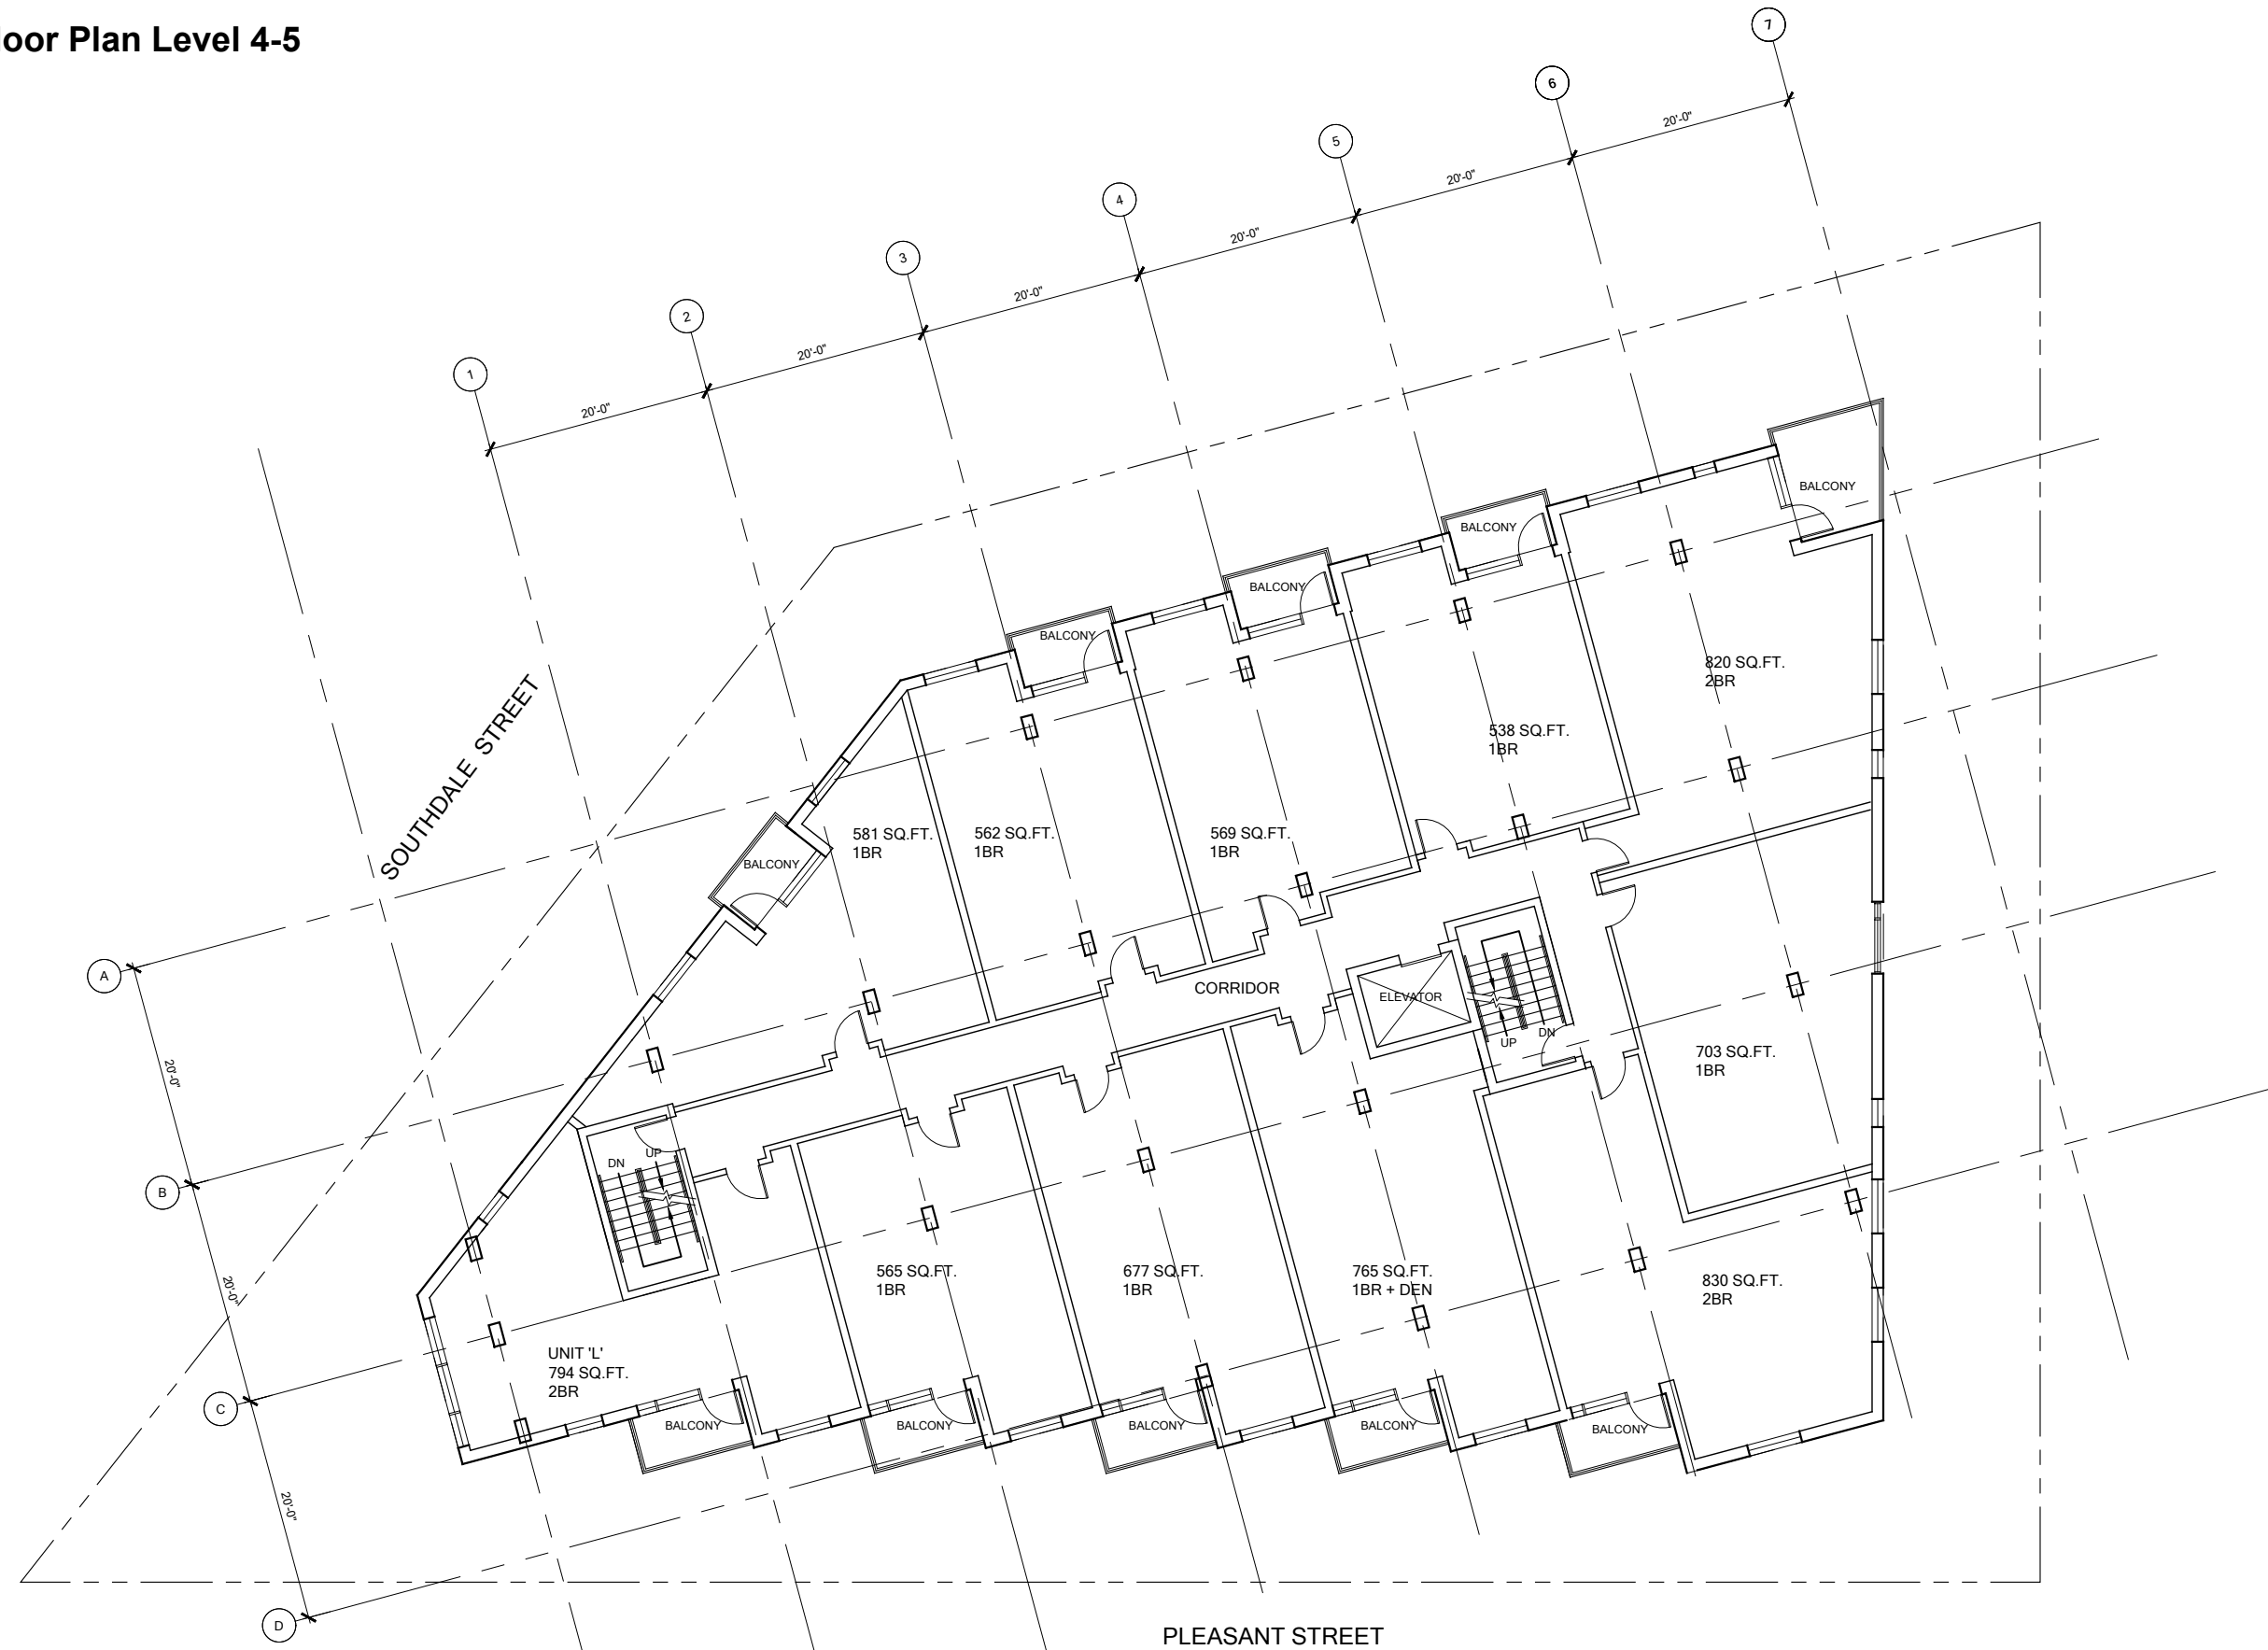 loor Plan Level 4-5
7
6
20'-0"
5
20'-0"
4
20'-0"
3
20'-0"
2
20'-0"
1
20'-0"
BALCONY
BALCONY
BALCONY
BALCONY
SOUTHDALE STREET
820 SQ.FT.
2BR
538 SQ.FT.
1BR
581 SQ.FT.
1BR
562 SQ.FT.
1BR
569 SQ.FT.
1BR
BALCONY
A
CORRIDOR
ELEVATOR
UP
DN
703 SQ.FT.
1BR
20'-0"
DN
UP
B
565 SQ.FT.
1BR
677 SQ.FT.
1BR
765 SQ.FT.
1BR + DEN
830 SQ.FT.
2BR
20'-0"
UNIT 'L'
794 SQ.FT.
2BR
C
BALCONY
BALCONY
BALCONY
BALCONY
BALCONY
20'-0"
D
PLEASANT STREET